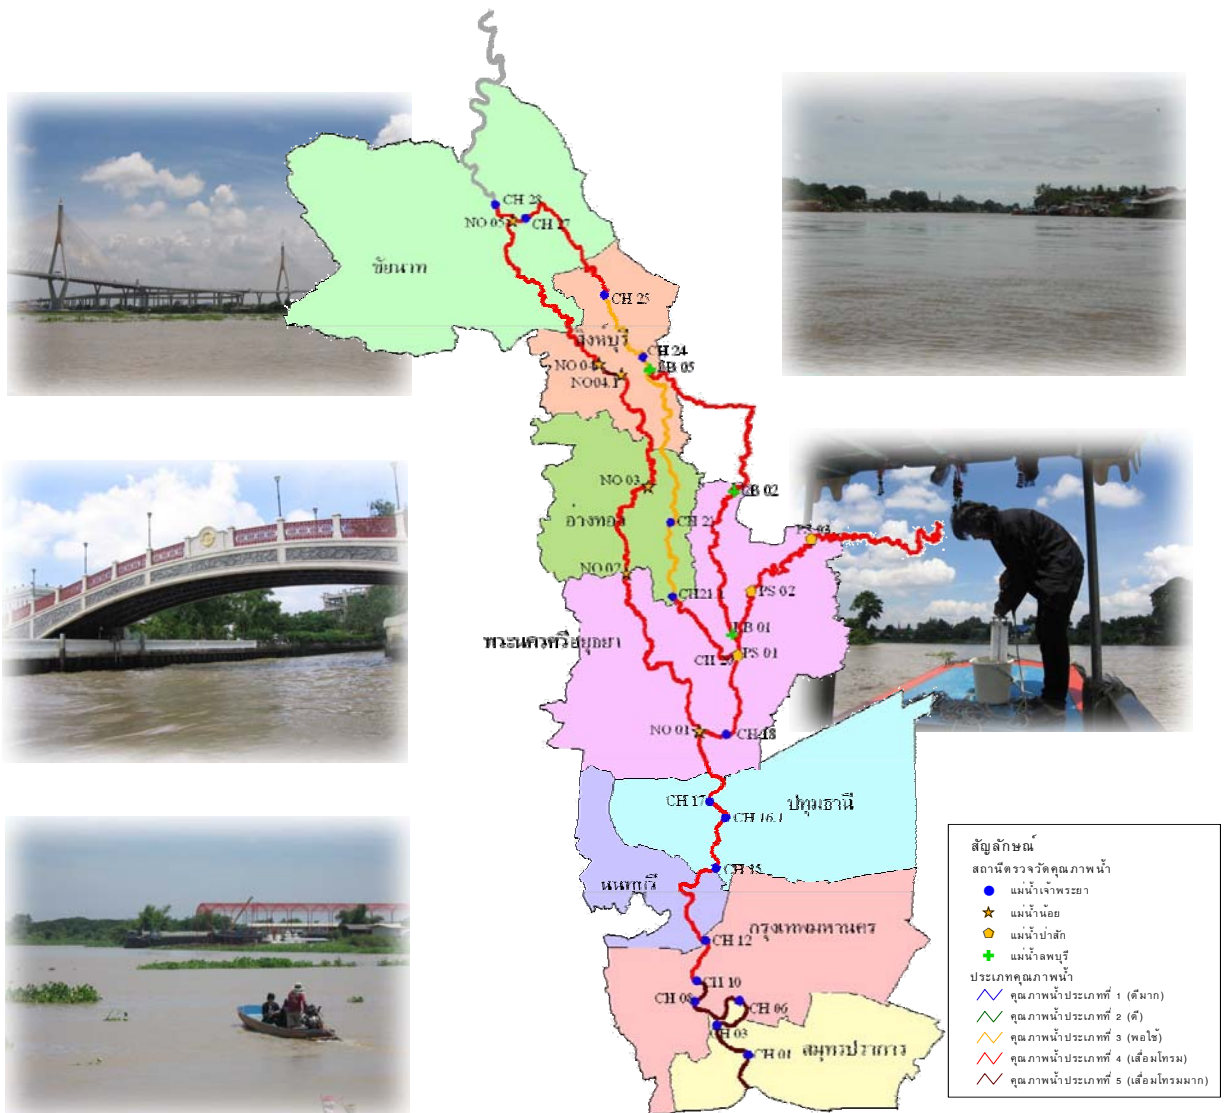 CH 28
NO 05
CH 27
ชัยนาท
CH 25
สิงห์บุรี
CH 24
NO 04
LB 05
NO04.1
NO 03
LB 02
อ่างทอง
CH 21
PS 03
NO 02
PS 02
CH21.1
LB 01
พระนครศรีอยุธยา
PS 01
CH 20
NO 01
CH 18
CH 17
ปทุมธานี
CH 16.1
CH 15
นนทบุรี
กรุงเทพมหานคร
CH 12
CH 10
CH 08
CH 06
CH 03
สมุทรปราการ
CH 01
สัญลักษณ์
สถานีตรวจวัดคุณภาพน้ำ
แม่น้ำเจ้าพระยา
แม่น้ำน้อย
แม่น้ำป่าสัก
แม่น้ำลพบุรี
ประเภทคุณภาพน้ำ
คุณภาพน้ำประเภทที่ 1 (ดีมาก)
คุณภาพน้ำประเภทที่ 2 (ดี)
คุณภาพน้ำประเภทที่ 3 (พอใช้)
คุณภาพน้ำประเภทที่ 4 (เสื่อมโทรม)
คุณภาพน้ำประเภทที่ 5 (เสื่อมโทรมมาก)